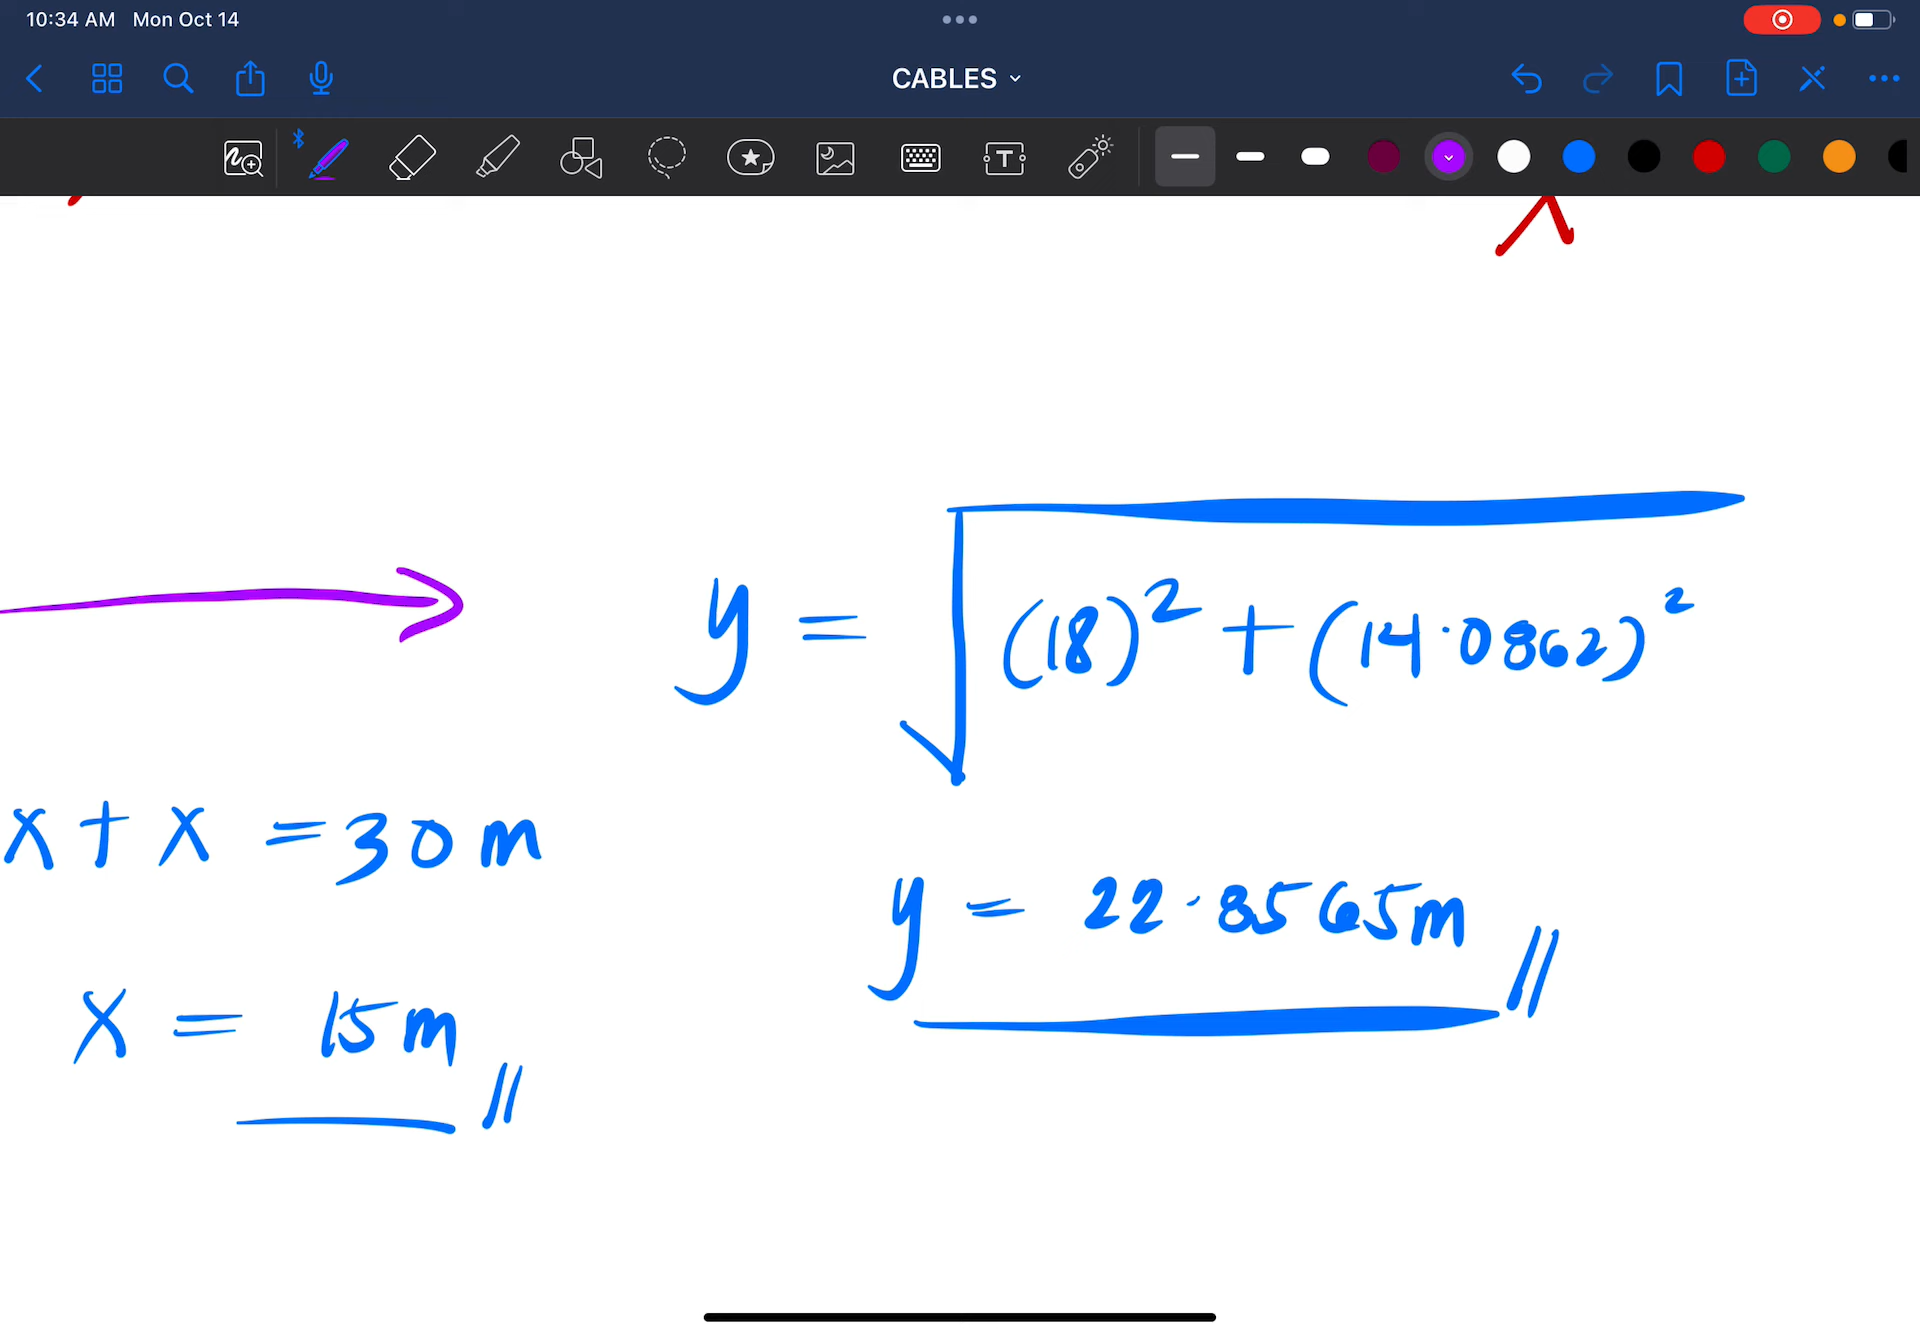 10:34 AM Mon Oct 14
CABLES
T
y = √(18)² + (14.0862)²
x + x = 30 m
y = 22.8565m //
x = 15m //